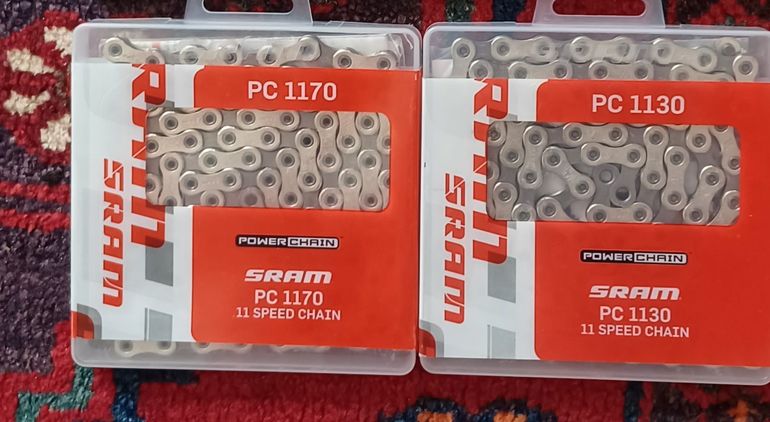 PC 1170
SRAM
POWERCHAIN
SRAM
PC 1170
11 SPEED CHAIN
PC 1130
SRAM
POWERCHAIN
SRAM
PC 1130
11 SPEED CHAIN